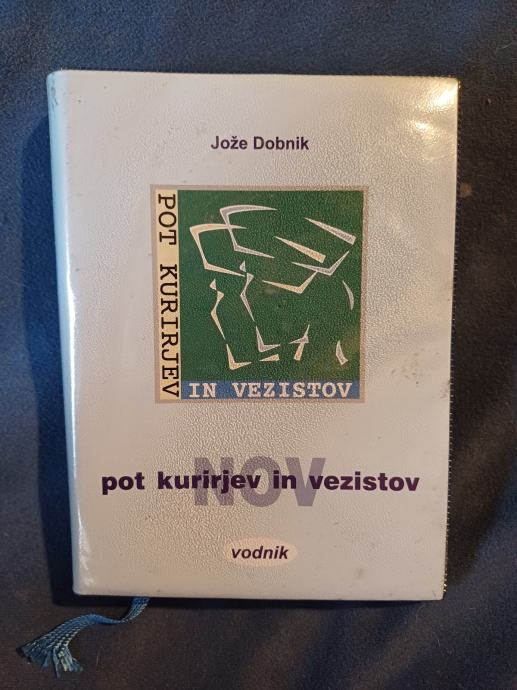 Jože Dobnik
POT KURIRJEV
IN VEZISTOV
NOV
pot kurirjev in vezistov
vodnik